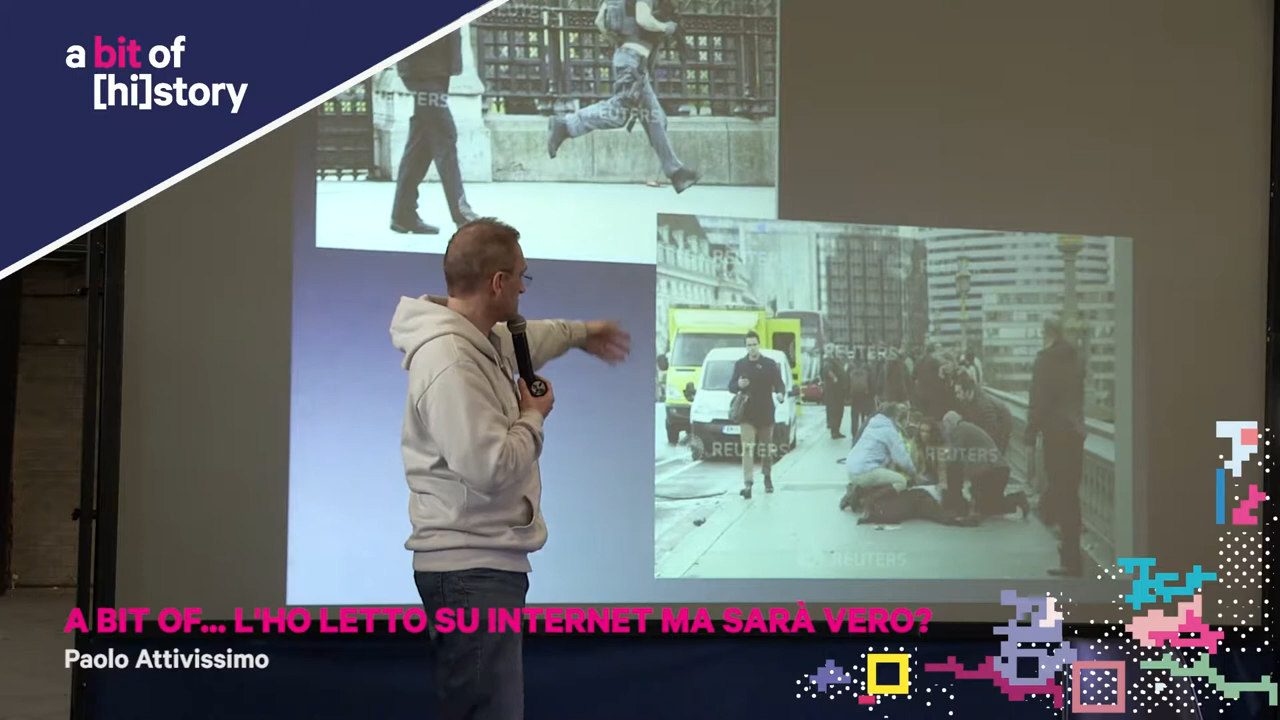 a bit of
[hi]story
REUTERS
REUTERS
REUTERS
REUTERS
REUTERS
REUTERS
REUTERS
A BIT OF... L'HO LETTO SU INTERNET MA SARÀ VERO?
Paolo Attivissimo